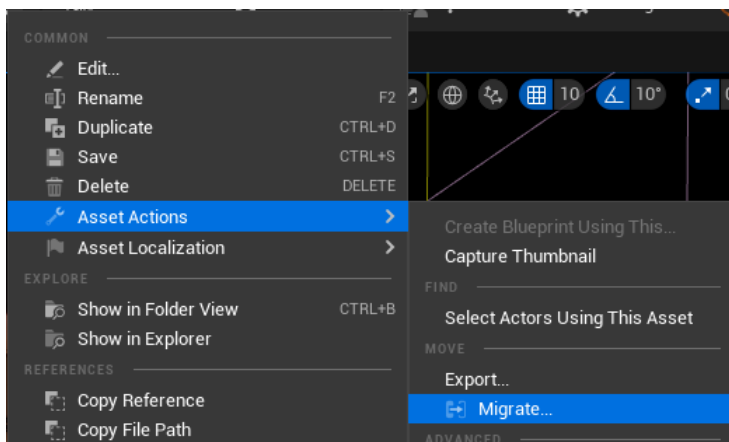 COMMON
Edit...
Rename F2
Duplicate CTRL+D
Save CTRL+S
Delete DELETE
Asset Actions
Asset Localization
EXPLORE
Show in Folder View CTRL+B
Show in Explorer
REFERENCES
Copy Reference
Copy File Path
10 10°
Create Blueprint Using This...
Capture Thumbnail
FIND
Select Actors Using This Asset
MOVE
Export...
Migrate...
ADVANCED